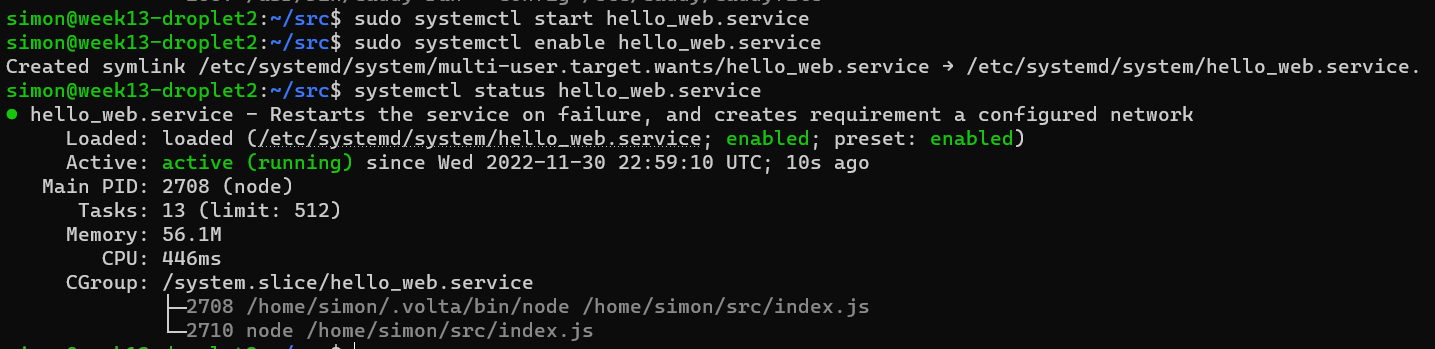 simon@week13-droplet2:~/src$ sudo systemctl start hello_web.service
simon@week13-droplet2:~/src$ sudo systemctl enable hello_web.service
Created symlink /etc/systemd/system/multi-user.target.wants/hello_web.service → /etc/systemd/system/hello_web.service.
simon@week13-droplet2:~/src$ systemctl status hello_web.service
● hello_web.service - Restarts the service on failure, and creates requirement a configured network
Loaded: loaded (/etc/systemd/system/hello_web.service; enabled; preset: enabled)
Active: active (running) since Wed 2022-11-30 22:59:10 UTC; 10s ago
Main PID: 2708 (node)
Tasks: 13 (limit: 512)
Memory: 56.1M
CPU: 446ms
CGroup: /system.slice/hello_web.service
├─2708 /home/simon/.volta/bin/node /home/simon/src/index.js
└─2710 node /home/simon/src/index.js